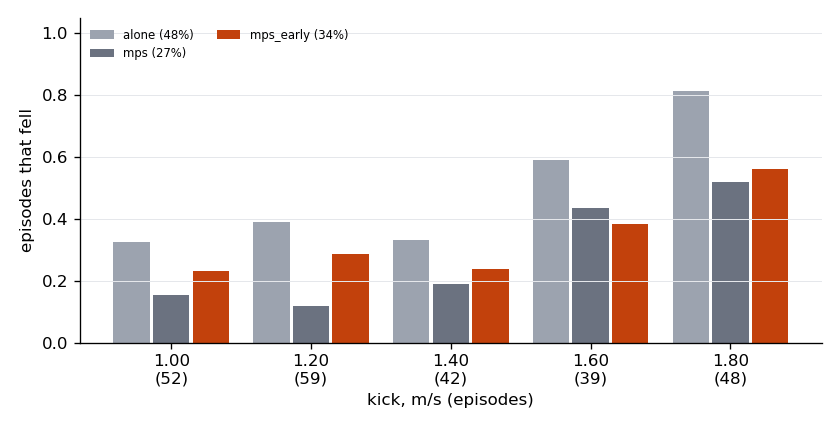 alone (48%)
mps (27%)
mps_early (34%)
episodes that fell
1.0
0.8
0.6
0.4
0.2
0.0
1.00 1.20 1.40 1.60 1.80
(52) (59) (42) (39) (48)
kick, m/s (episodes)